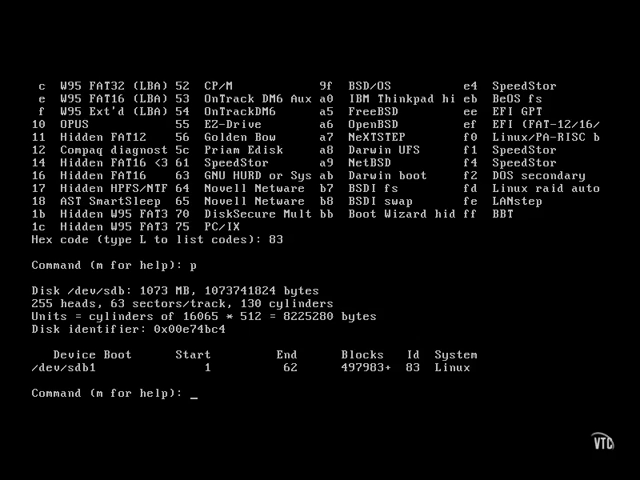 c  W95 FAT32 (LBA) 52  CP/M            9f  BSD/OS          e4  SpeedStor
e  W95 FAT16 (LBA) 53  OnTrack DM6 Aux a0  IBM Thinkpad hi eb  BeOS fs
f  W95 Ext'd (LBA) 54  OnTrackDM6      a5  FreeBSD         ee  EFI GPT
10  OPUS            55  EZ-Drive        a6  OpenBSD         ef  EFI (FAT-12/16/
11  Hidden FAT12    56  Golden Bow      a7  NeXTSTEP        f0  Linux/PA-RISC b
12  Compaq diagnost 5c  Priam Edisk     a8  Darwin UFS      f1  SpeedStor
14  Hidden FAT16 <3 61  SpeedStor       a9  NetBSD          f4  SpeedStor
16  Hidden FAT16    63  GNU HURD or Sys ab  Darwin boot     f2  DOS secondary
17  Hidden HPFS/NTF 64  Novell Netware  b7  BSDI fs         fd  Linux raid auto
18  AST SmartSleep  65  Novell Netware  b8  BSDI swap       fe  LANstep
1b  Hidden W95 FAT3 70  DiskSecure Mult bb  Boot Wizard hid ff  BBT
1c  Hidden W95 FAT3 75  PC/IX
Hex code (type L to list codes): 83
Command (m for help): p
Disk /dev/sdb: 1073 MB, 1073741824 bytes
255 heads, 63 sectors/track, 130 cylinders
Units = cylinders of 16065 * 512 = 8225280 bytes
Disk identifier: 0x00e74bc4
Device Boot      Start         End      Blocks   Id  System
/dev/sdb1               1          62      497983+  83  Linux
Command (m for help): _
VTC